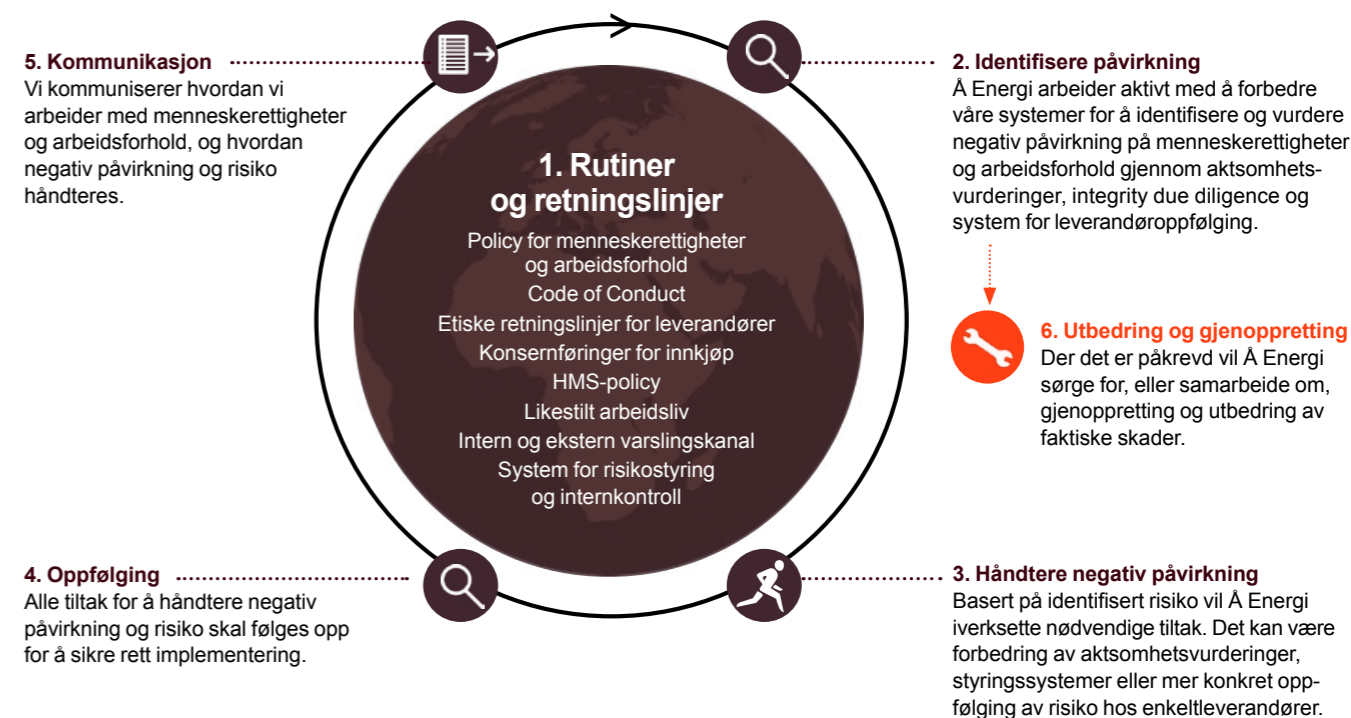 5. Kommunikasjon
Vi kommuniserer hvordan vi
arbeider med menneskerettigheter
og arbeidsforhold, og hvordan
negativ påvirkning og risiko
håndteres.
1. Rutiner
og retningslinjer
Policy for menneskerettigheter
og arbeidsforhold
Code of Conduct
Etiske retningslinjer for leverandører
Konsernføringer for innkjøp
HMS-policy
Likestilt arbeidsliv
Intern og ekstern varslingskanal
System for risikostyring
og internkontroll
2. Identifisere påvirkning
Å Energi arbeider aktivt med å forbedre
våre systemer for å identifisere og vurdere
negativ påvirkning på menneskerettigheter
og arbeidsforhold gjennom aktsomhets-
vurderinger, integrity due diligence og
system for leverandøroppfølging.
6. Utbedring og gjenoppretting
Der det er påkrevd vil Å Energi
sørge for, eller samarbeide om,
gjenoppretting og utbedring av
faktiske skader.
4. Oppfølging
Alle tiltak for å håndtere negativ
påvirkning og risiko skal følges opp
for å sikre rett implementering.
3. Håndtere negativ påvirkning
Basert på identifisert risiko vil Å Energi
iverksette nødvendige tiltak. Det kan være
forbedring av aktsomhetsvurderinger,
styringssystemer eller mer konkret opp-
følging av risiko hos enkeltleverandører.